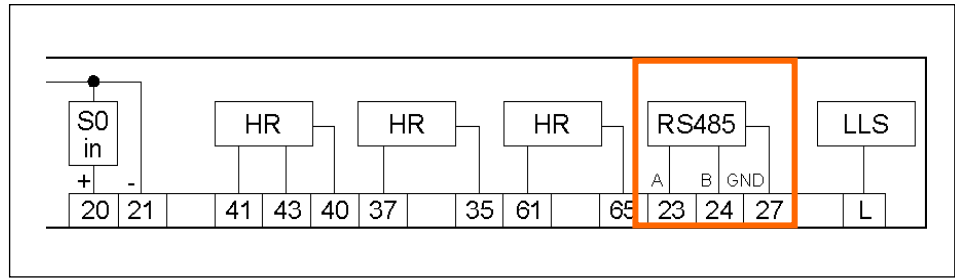 S0 in HR HR HR RS485 LLS
+ - A B GND
20 21 41 43 40 37 35 61 65 23 24 27 L